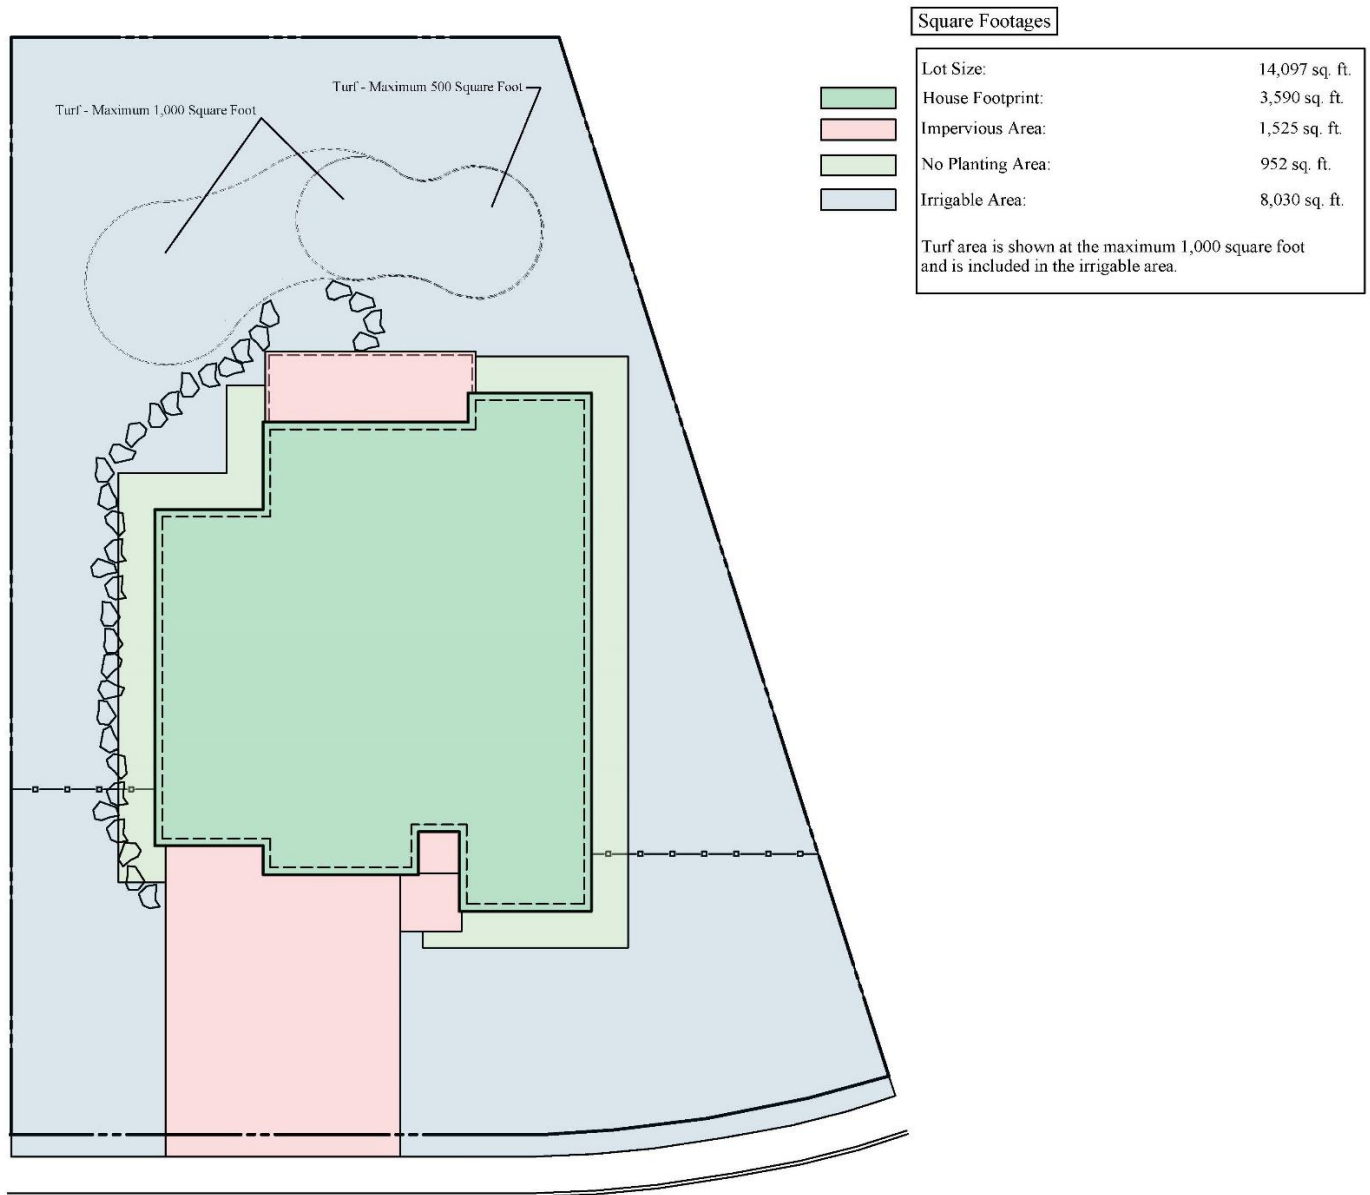 Square Footages
Lot Size: 14,097 sq. ft.
House Footprint: 3,590 sq. ft.
Impervious Area: 1,525 sq. ft.
No Planting Area: 952 sq. ft.
Irrigable Area: 8,030 sq. ft.
Turf area is shown at the maximum 1,000 square foot
and is included in the irrigable area.
Turf - Maximum 500 Square Foot
Turf - Maximum 1,000 Square Foot